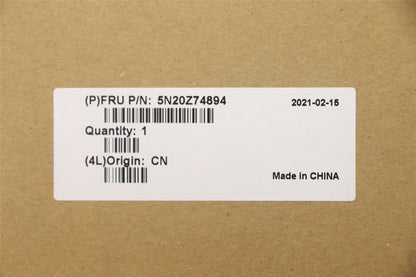 (P)FRU P/N: 5N20Z74894
2021-02-15
Quantity: 1
(4L)Origin: CN
Made in CHINA